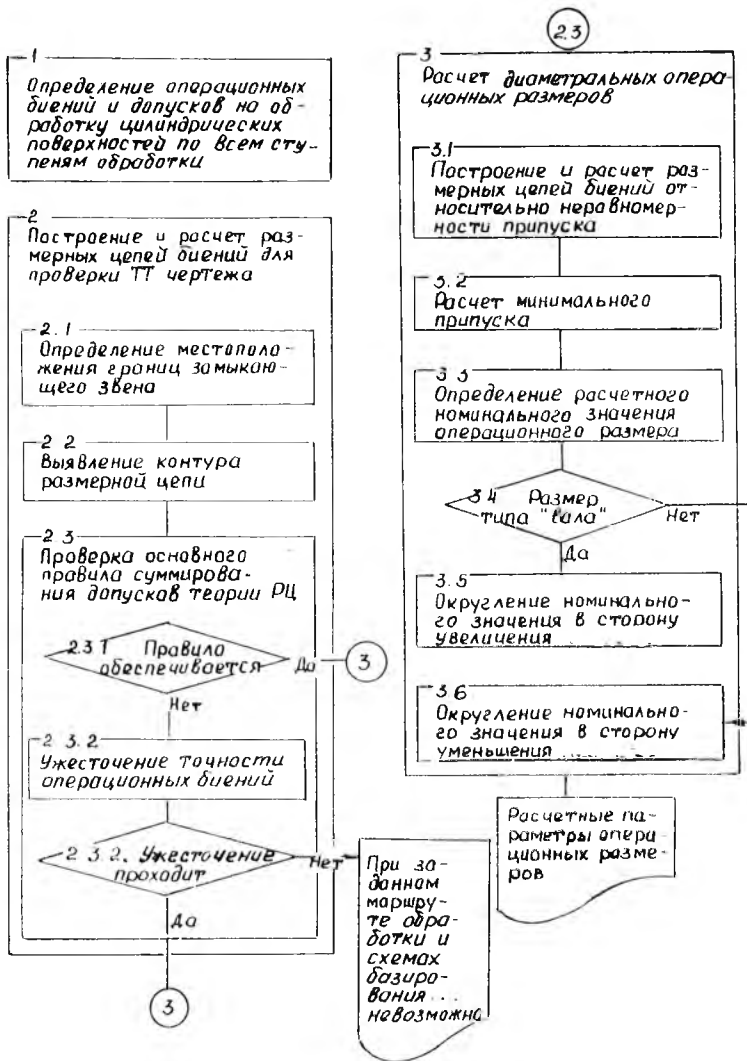 1
Определение операционных
биений и допусков на об-
работку цилиндрических
поверхностей по всем сту-
пеням обработки
2
Построение и расчет раз-
мерных цепей биений для
проверки ТТ чертежа
2.1
Определение местополо-
жения границ замыкаю-
щего звена
2 2
Выявление контура
размерной цепи
2.3
Проверка основного
правила суммирова-
ния допусков теории РЦ
2.3 1 Правило
обеспечивается
Да
3
Нет
2 3.2
Ужесточение точности
операционных биений
2 3.2. Ужесточение
проходит
Нет
Да
3
При за-
данном
маршру-
те обра-
ботки и
схемах
базиро-
вания ...
невозможно
2.3
3
Расчет диаметральных опера-
ционных размеров
3.1
Построение и расчет раз-
мерных цепей биений от-
носительно неравномер-
ности припуска
3.2
Расчет минимального
припуска
3 3
Определение расчетного
номинального значения
операционного размера
3 4 Размер
типа "вала"
Нет
Да
3.5
Округление номинально-
го значения в сторону
увеличения
3 6
Округление номинально-
го значения в сторону
уменьшения
Расчетные па-
раметры опера-
ционных разме-
ров